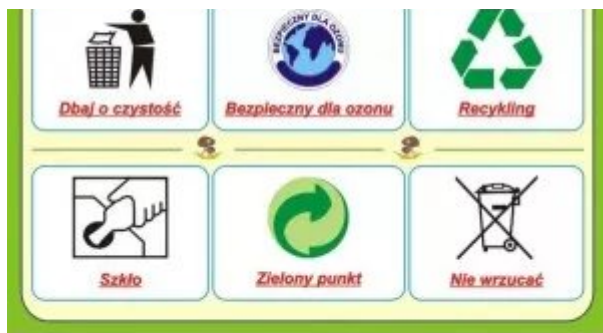 BEZPIECZNY DLA OZONU
Dbaj o czystość
Bezpieczny dla ozonu
Recykling
Szkło
Zielony punkt
Nie wrzucać